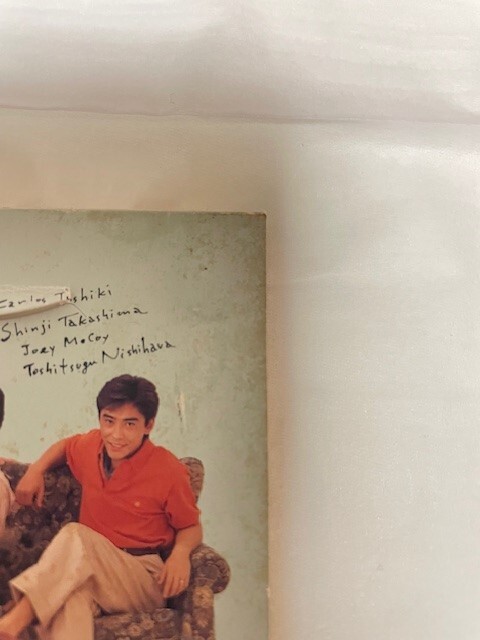 Carlos Toshiki
Shinji Takashima
Joey McCoy
Toshitsugu Nishihara